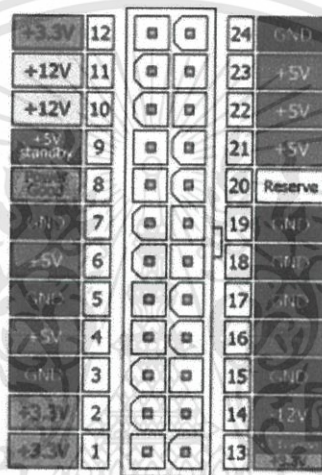 +3.3V 12 24 GND
+12V 11 23 +5V
+12V 10 22 +5V
+5V
standby 9 21 +5V
Power
Good 8 20 Reserve
GND 7 19 GND
+5V 6 18 GND
GND 5 17 GND
+5V 4 16
GND 3 15 GND
+3.3V 2 14 -12V
+3.3V 1 13
+3.3V